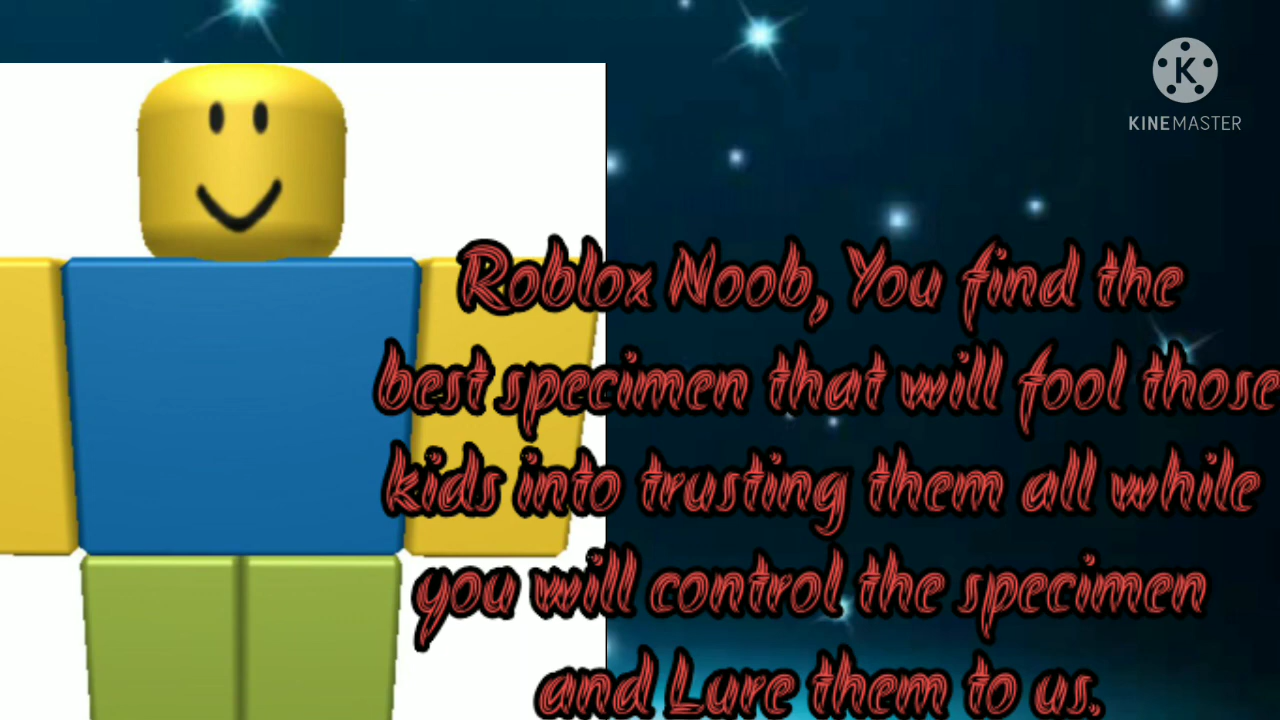 K
KINEMASTER
Roblox Noob, You find the
best specimen that will fool those
kids into trusting them all while
you will control the specimen
and Lure them to us.